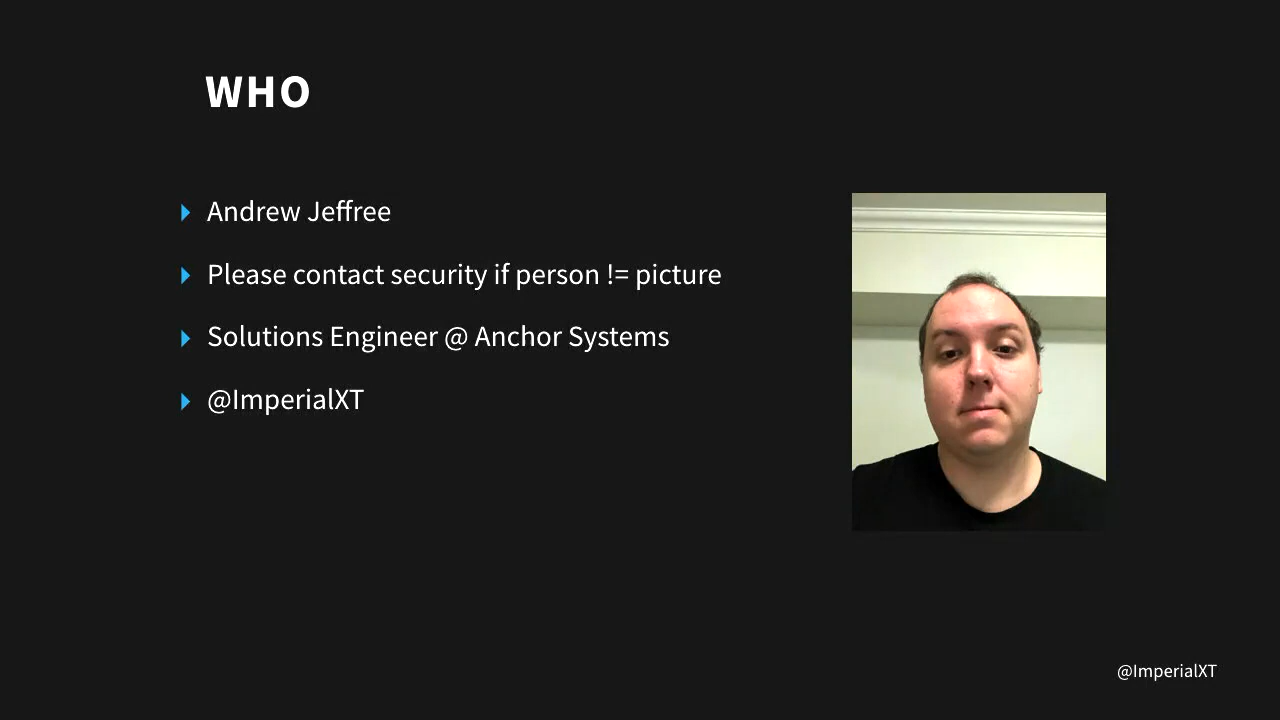 WHO
Andrew Jeffree
Please contact security if person != picture
Solutions Engineer @ Anchor Systems
@ImperialXT
@ImperialXT